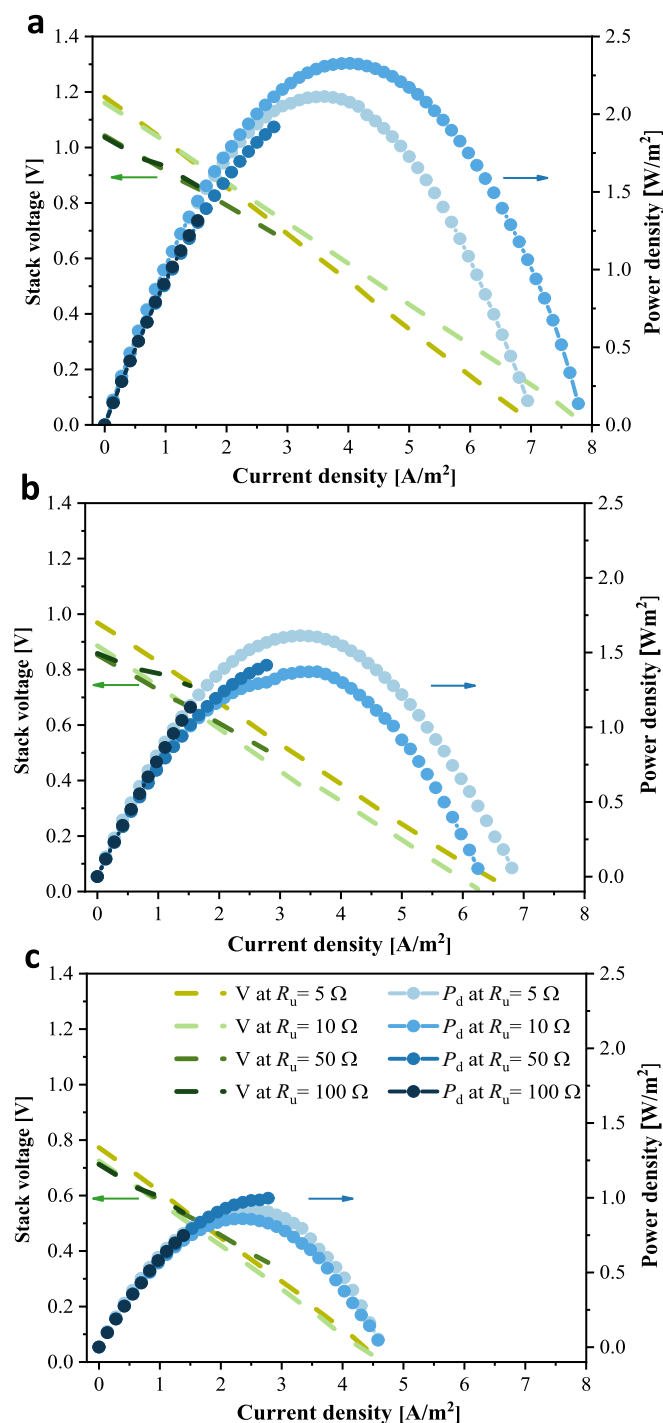 a
1.4
1.2
1.0
0.8
0.6
0.4
0.2
0.0
Stack voltage [V]
2.5
2.0
1.5
1.0
0.5
0.0
Power density [W/m²]
0 1 2 3 4 5 6 7 8
Current density [A/m²]
b
1.4
1.2
1.0
0.8
0.6
0.4
0.2
0.0
Stack voltage [V]
2.5
2.0
1.5
1.0
0.5
0.0
Power density [Wm²]
0 1 2 3 4 5 6 7 8
Current density [A/m²]
c
1.4
1.2
1.0
0.8
0.6
0.4
0.2
0.0
Stack voltage [V]
V at Ru= 5 Ω
V at Ru= 10 Ω
V at Ru= 50 Ω
V at Ru= 100 Ω
Pd at Ru= 5 Ω
Pd at Ru= 10 Ω
Pd at Ru= 50 Ω
Pd at Ru= 100 Ω
2.5
2.0
1.5
1.0
0.5
0.0
Power density [W/m²]
0 1 2 3 4 5 6 7 8
Current density [A/m²]